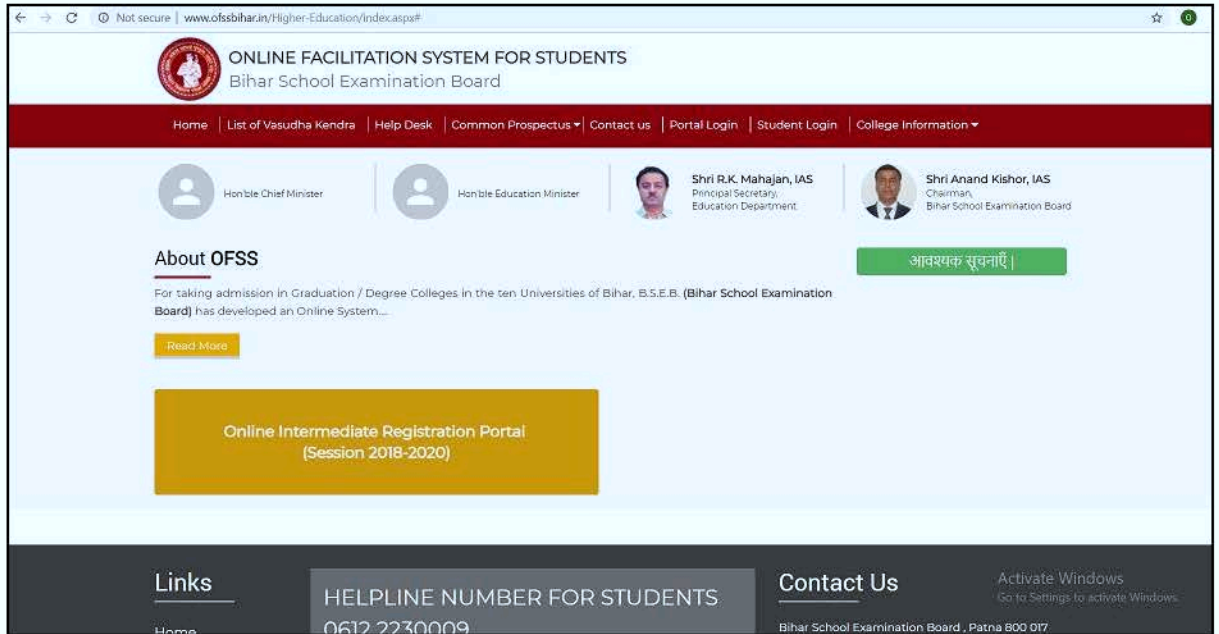 Not secure | www.ofssbihar.in/Higher-Education/index.aspx#
ONLINE FACILITATION SYSTEM FOR STUDENTS
Bihar School Examination Board
Home | List of Vasudha Kendra | Help Desk | Common Prospectus | Contact us | Portal Login | Student Login | College Information
Hon'ble Chief Minister
Hon'ble Education Minister
Shri R.K. Mahajan, IAS
Principal Secretary,
Education Department
Shri Anand Kishor, IAS
Chairman,
Bihar School Examination Board
About OFSS
आवश्यक सूचनाएँ |
For taking admission in Graduation / Degree Colleges in the ten Universities of Bihar, B.S.E.B. (Bihar School Examination
Board) has developed an Online System...
Read More
Online Intermediate Registration Portal
(Session 2018-2020)
Links
Home
HELPLINE NUMBER FOR STUDENTS
0612 2230009
Contact Us
Bihar School Examination Board , Patna 800 017
Activate Windows
Go to Settings to activate Windows.